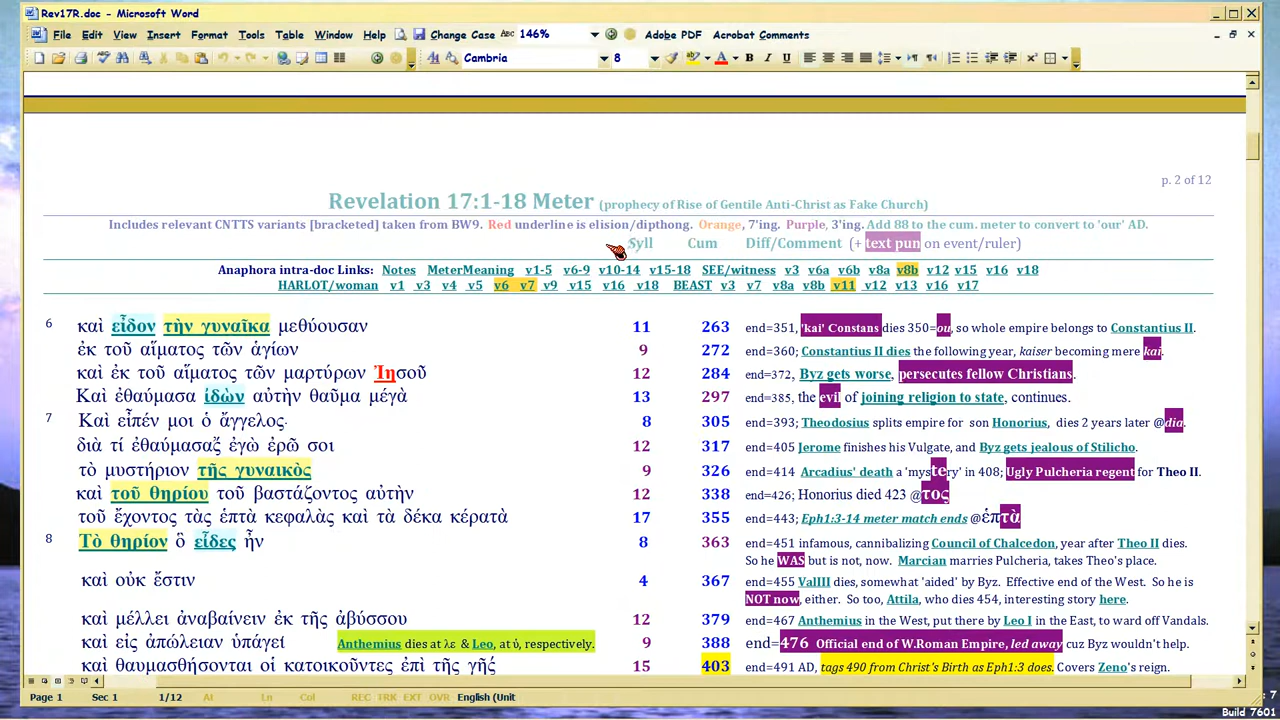 Rev17R.doc - Microsoft Word
File Edit View Insert Format Tools Table Window Help Change Case ABC 146% Adobe PDF Acrobat Comments
Cambria 8
p. 2 of 12
Revelation 17:1-18 Meter (prophecy of Rise of Gentile Anti-Christ as Fake Church)
Includes relevant CNTTS variants [bracketed] taken from BW9. Red underline is elision/dipthong. Orange, 7'ing. Purple, 3'ing. Add 88 to the cum. meter to convert to 'our' AD.
Syll Cum Diff/Comment (+ text pun on event/ruler)
Anaphora intra-doc Links: Notes MeterMeaning v1-5 v6-9 v10-14 v15-18 SEE/witness v3 v6a v6b v8a v8b v12 v15 v16 v18
HARLOT/woman v1 v3 v4 v5 v6 v7 v9 v15 v16 v18 BEAST v3 v7 v8a v8b v11 v12 v13 v16 v17
6 καὶ εἶδον τὴν γυναῖκα μεθύουσαν 11 263 end=351, 'kai' Constans dies 350=ou, so whole empire belongs to Constantius II.
ἐκ τοῦ αἵματος τῶν ἁγίων 9 272 end=360; Constantius II dies the following year, kaiser becoming mere kai.
καὶ ἐκ τοῦ αἵματος τῶν μαρτύρων Ἰησοῦ 12 284 end=372, Byz gets worse, persecutes fellow Christians.
Καὶ ἐθαύμασα ἰδὼν αὐτὴν θαῦμα μέγὰ 13 297 end=385, the evil of joining religion to state, continues.
7 Καὶ εἶπέν μοι ὁ ἄγγελος· 8 305 end=393; Theodosius splits empire for son Honorius, dies 2 years later @dia.
διὰ τί ἐθαύμασαξ ἐγὼ ἐρῶ σοι 12 317 end=405 Jerome finishes his Vulgate, and Byz gets jealous of Stilicho.
τὸ μυστήριον τῆς γυναικὸς 9 326 end=414 Arcadius' death a 'mystery' in 408; Ugly Pulcheria regent for Theo II.
καὶ τοῦ θηρίου τοῦ βαστάζοντος αὐτὴν 12 338 end=426; Honorius died 423 @τος
τοῦ ἔχοντος τὰς ἑπτὰ κεφαλὰς καὶ τὰ δέκα κέρατὰ 17 355 end=443; Eph1:3-14 meter match ends @ἑπτὰ
8 Τὸ θηρίον ὃ εἶδες ἦν 8 363 end=451 infamous, cannibalizing Council of Chalcedon, year after Theo II dies.
So he WAS but is not, now. Marcian marries Pulcheria, takes Theo's place.
καὶ οὐκ ἔστιν 4 367 end=455 ValIII dies, somewhat 'aided' by Byz. Effective end of the West. So he is
NOT now, either. So too, Attila, who dies 454, interesting story here.
καὶ μέλλει ἀναβαίνειν ἐκ τῆς ἀβύσσου 12 379 end=467 Anthemius in the West, put there by Leo I in the East, to ward off Vandals.
καὶ εἰς ἀπώλειαν ὑπάγεί Anthemius dies at λε & Leo, at ὑ, respectively. 9 388 end=476 Official end of W.Roman Empire, led away cuz Byz wouldn't help.
καὶ θαυμασθήσονται οἱ κατοικοῦντες ἐπὶ τῆς γῆς 15 403 end=491 AD, tags 490 from Christ's Birth as Eph1:3 does. Covers Zeno's reign.
Page 1 Sec 1 1/12 At Ln Col REC TRK EXT OVR English (Unit
: 7
Build 7601